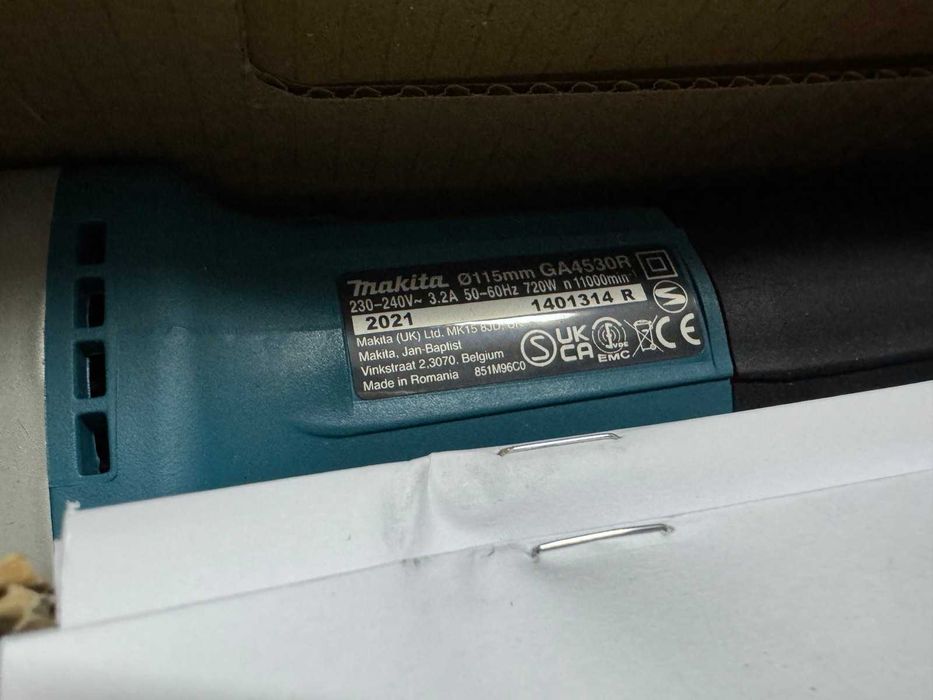 makita Ø115mm GA4530R
230-240V~ 3.2A 50-60Hz 720W n 11000min⁻¹
2021 1401314 R
Makita (UK) Ltd. MK15 8JD,
Makita, Jan-Baptist
Vinkstraat 2,3070, Belgium
Made in Romania 851M96C0
S
UK
CA
VDE
EMC
CE